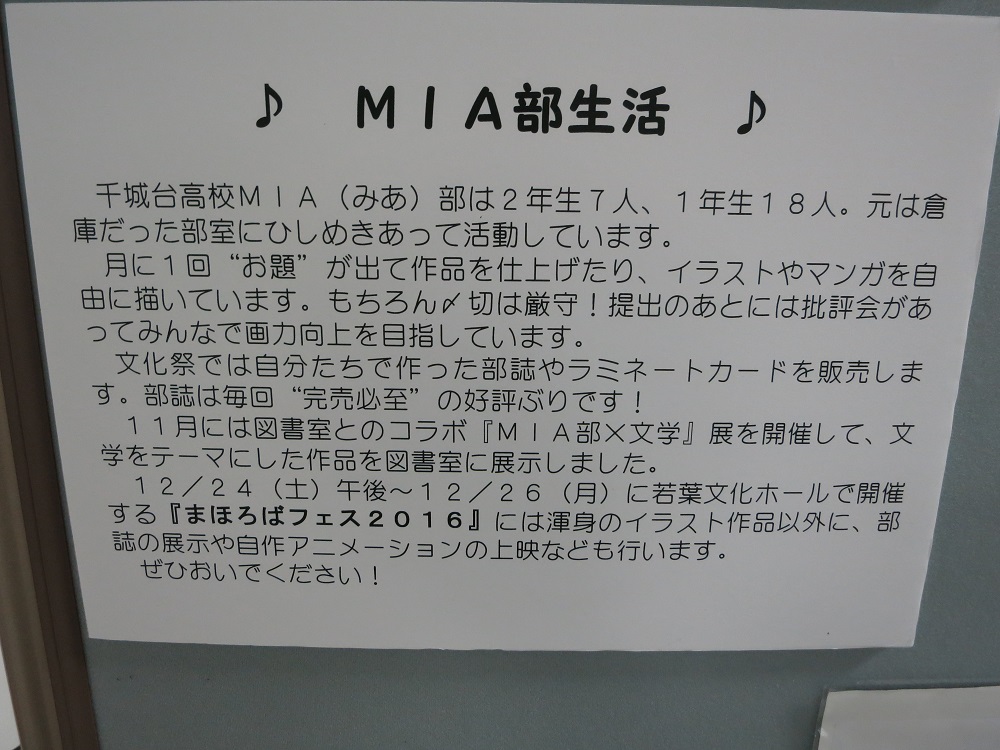 ♪　ＭＩＡ部生活　♪
千城台高校ＭＩＡ（みあ）部は２年生７人、１年生１８人。元は倉
庫だった部室にひしめきあって活動しています。
月に１回“お題”が出て作品を仕上げたり、イラストやマンガを自
由に描いています。もちろん〆切は厳守！提出のあとには批評会があ
ってみんなで画力向上を目指しています。
文化祭では自分たちで作った部誌やラミネートカードを販売しま
す。部誌は毎回“完売必至”の好評ぶりです！
１１月には図書室とのコラボ『ＭＩＡ部×文学』展を開催して、文
学をテーマにした作品を図書室に展示しました。
１２／２４（土）午後～１２／２６（月）に若葉文化ホールで開催
する『まほろばフェス２０１６』には渾身のイラスト作品以外に、部
誌の展示や自作アニメーションの上映なども行います。
ぜひおいでください！